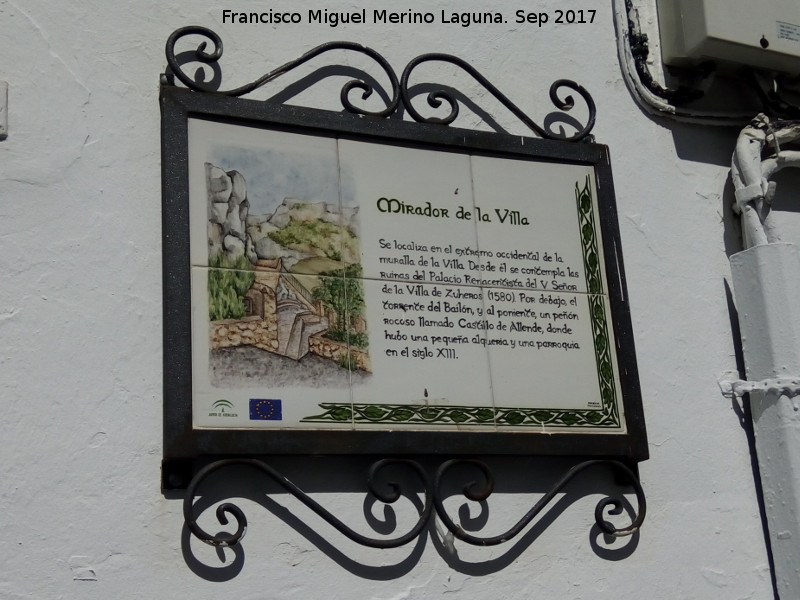 Francisco Miguel Merino Laguna. Sep 2017
Mirador de la Villa
Se localiza en el extremo occidental de la
muralla de la Villa. Desde él se contempla las
ruinas del Palacio Renacentista del V Señor
de la Villa de Zuheros (1580). Por debajo, el
torrente del Bailón, y al poniente, un peñón
rocoso llamado Castillo de Allende, donde
hubo una pequeña alquería y una parroquia
en el siglo XIII.
JUNTA DE ANDALUCIA